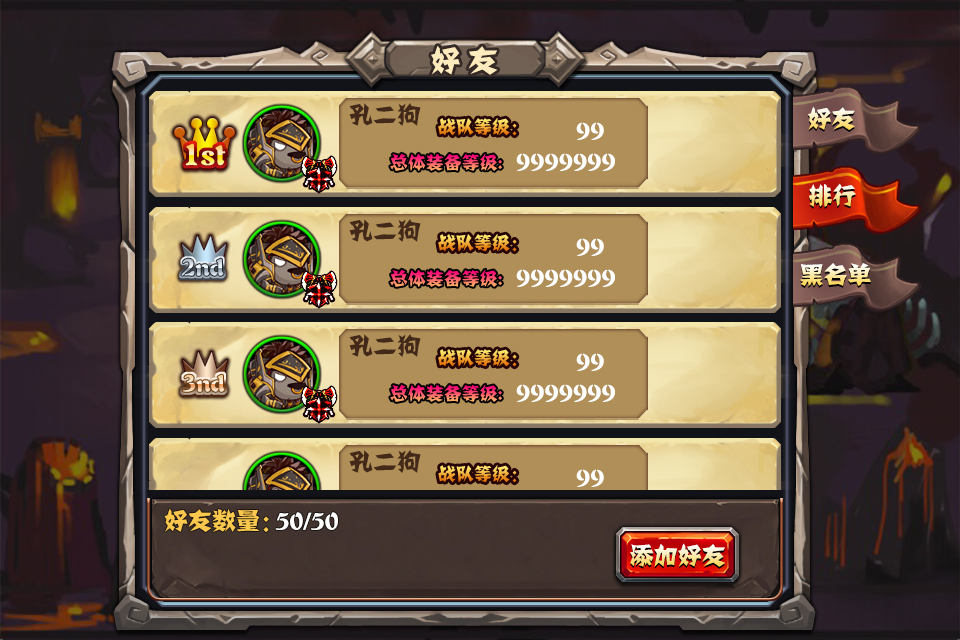 好友
1st
孔二狗
战队等级: 99
总体装备等级: 9999999
2nd
孔二狗
战队等级: 99
总体装备等级: 9999999
3nd
孔二狗
战队等级: 99
总体装备等级: 9999999
孔二狗
战队等级: 99
好友数量: 50/50
添加好友
好友
排行
黑名单